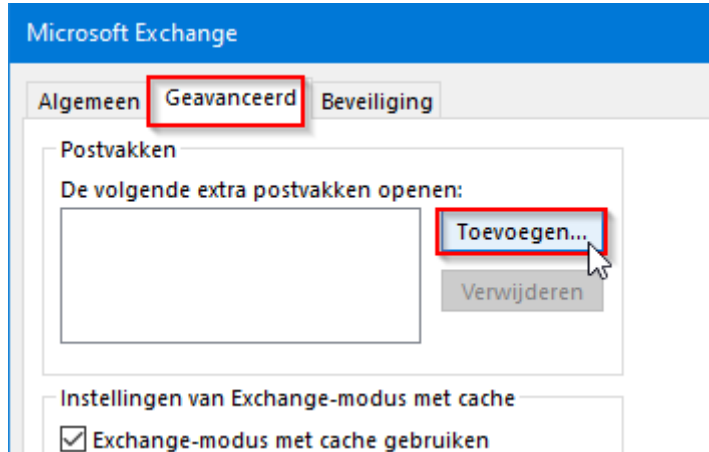 Microsoft Exchange
Algemeen Geavanceerd Beveiliging
Postvakken
De volgende extra postvakken openen:
Toevoegen...
Verwijderen
Instellingen van Exchange-modus met cache
Exchange-modus met cache gebruiken